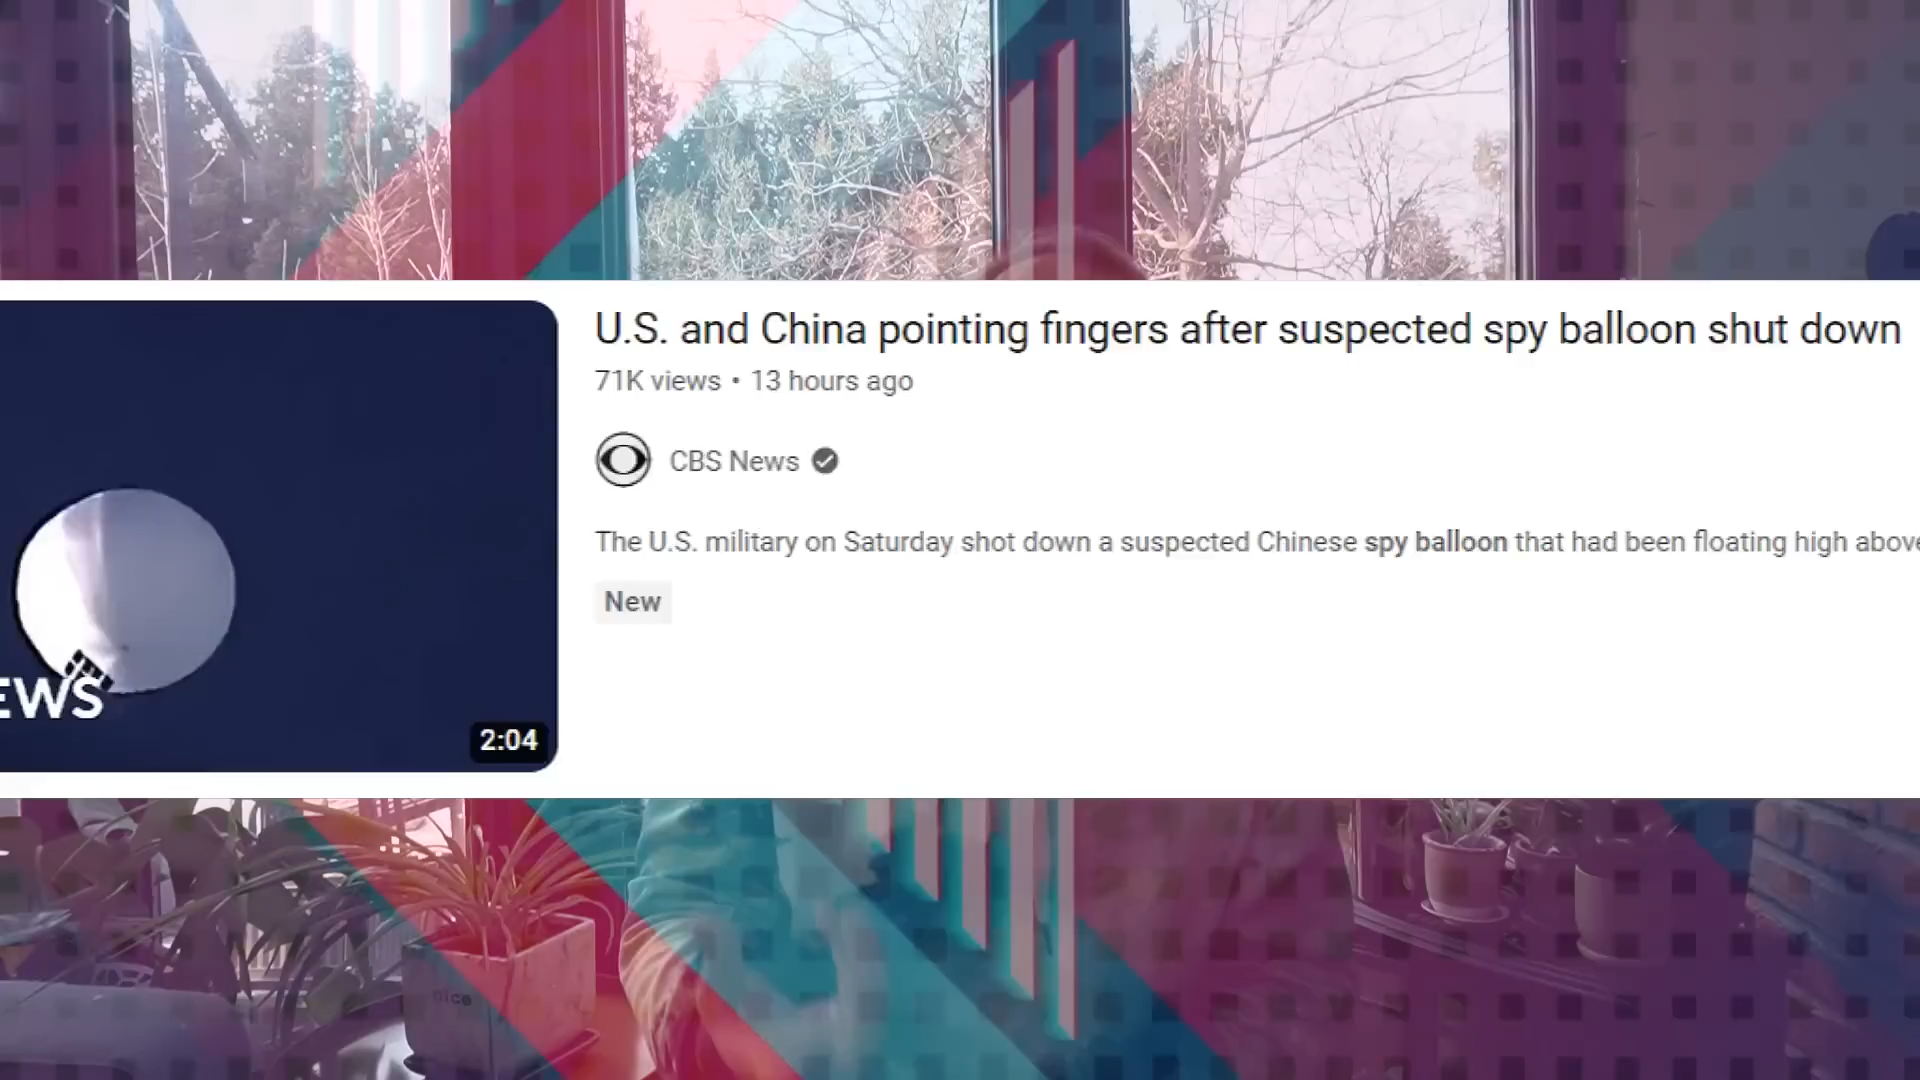 U.S. and China pointing fingers after suspected spy balloon shut down
71K views • 13 hours ago
CBS News
The U.S. military on Saturday shot down a suspected Chinese spy balloon that had been floating high above
New
EWS
2:04
nice